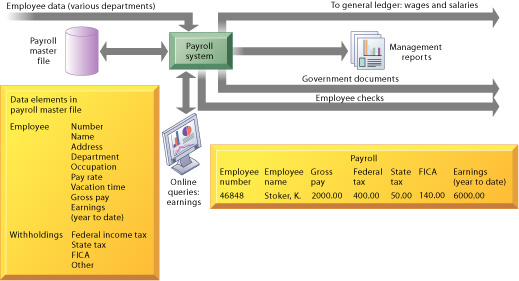 Employee data (various departments)
To general ledger: wages and salaries
Payroll
master
file
Payroll
system
Management
reports
Government documents
Employee checks
Data elements in
payroll master file
Employee Number
Name
Address
Department
Occupation
Pay rate
Vacation time
Gross pay
Earnings
(year to date)
Withholdings Federal income tax
State tax
FICA
Other
Online
queries:
earnings
Payroll
Employee Employee Gross Federal State FICA Earnings
number name pay tax tax (year to date)
46848 Stoker, K. 2000.00 400.00 50.00 140.00 6000.00